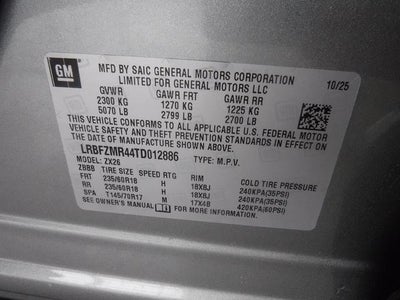 GM
MFD BY SAIC GENERAL MOTORS CORPORATION
LIMITED FOR GENERAL MOTORS LLC
10/25
GVWR GAWR FRT GAWR RR
2300 KG 1270 KG 1225 KG
5070 LB 2799 LB 2700 LB
THIS VEHICLE CONFORMS TO ALL APPLICABLE U.S. FEDERAL MOTOR
VEHICLE SAFETY, BUMPER, AND THEFT PREVENTION STANDARDS
IN EFFECT ON THE DATE OF MANUFACTURE SHOWN ABOVE.
LRBFZMR44TD012886 TYPE: M.P.V.
MODEL: ZX26
ZBBB TIRE SIZE SPEED RTG RIM COLD TIRE PRESSURE
FRT 235/60R18 H 18X8J 240KPA(35PSI)
RR 235/60R18 H 18X8J 240KPA(35PSI)
SPA T145/70R17 M 17X4B 420KPA(60PSI)
SEE OWNER'S MANUAL FOR ADDITIONAL INFORMATION